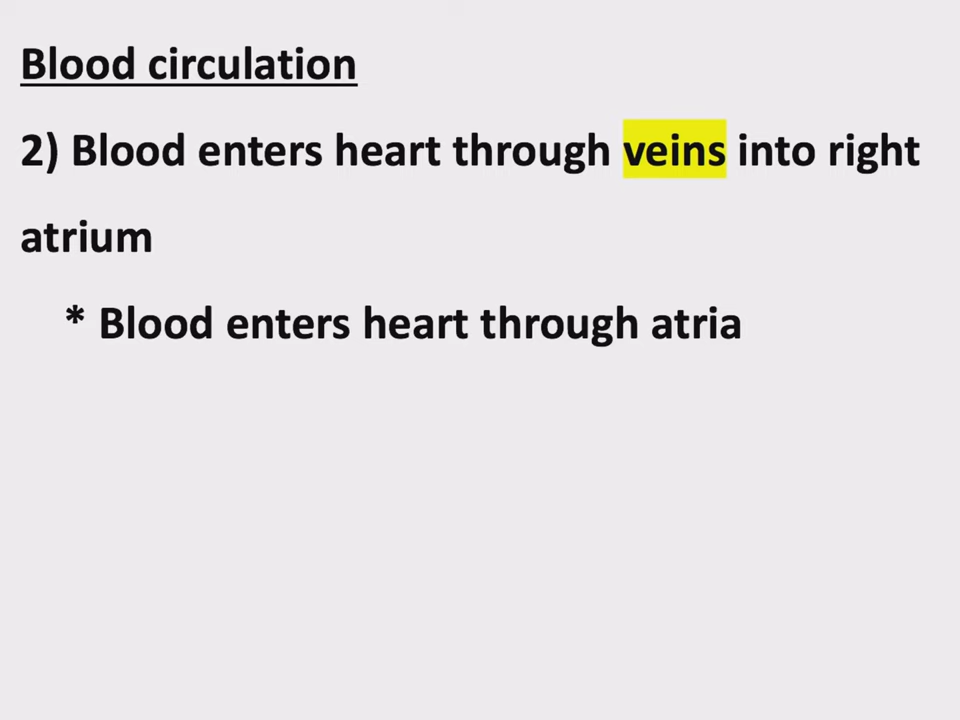 Blood circulation
2) Blood enters heart through veins into right
atrium
* Blood enters heart through atria